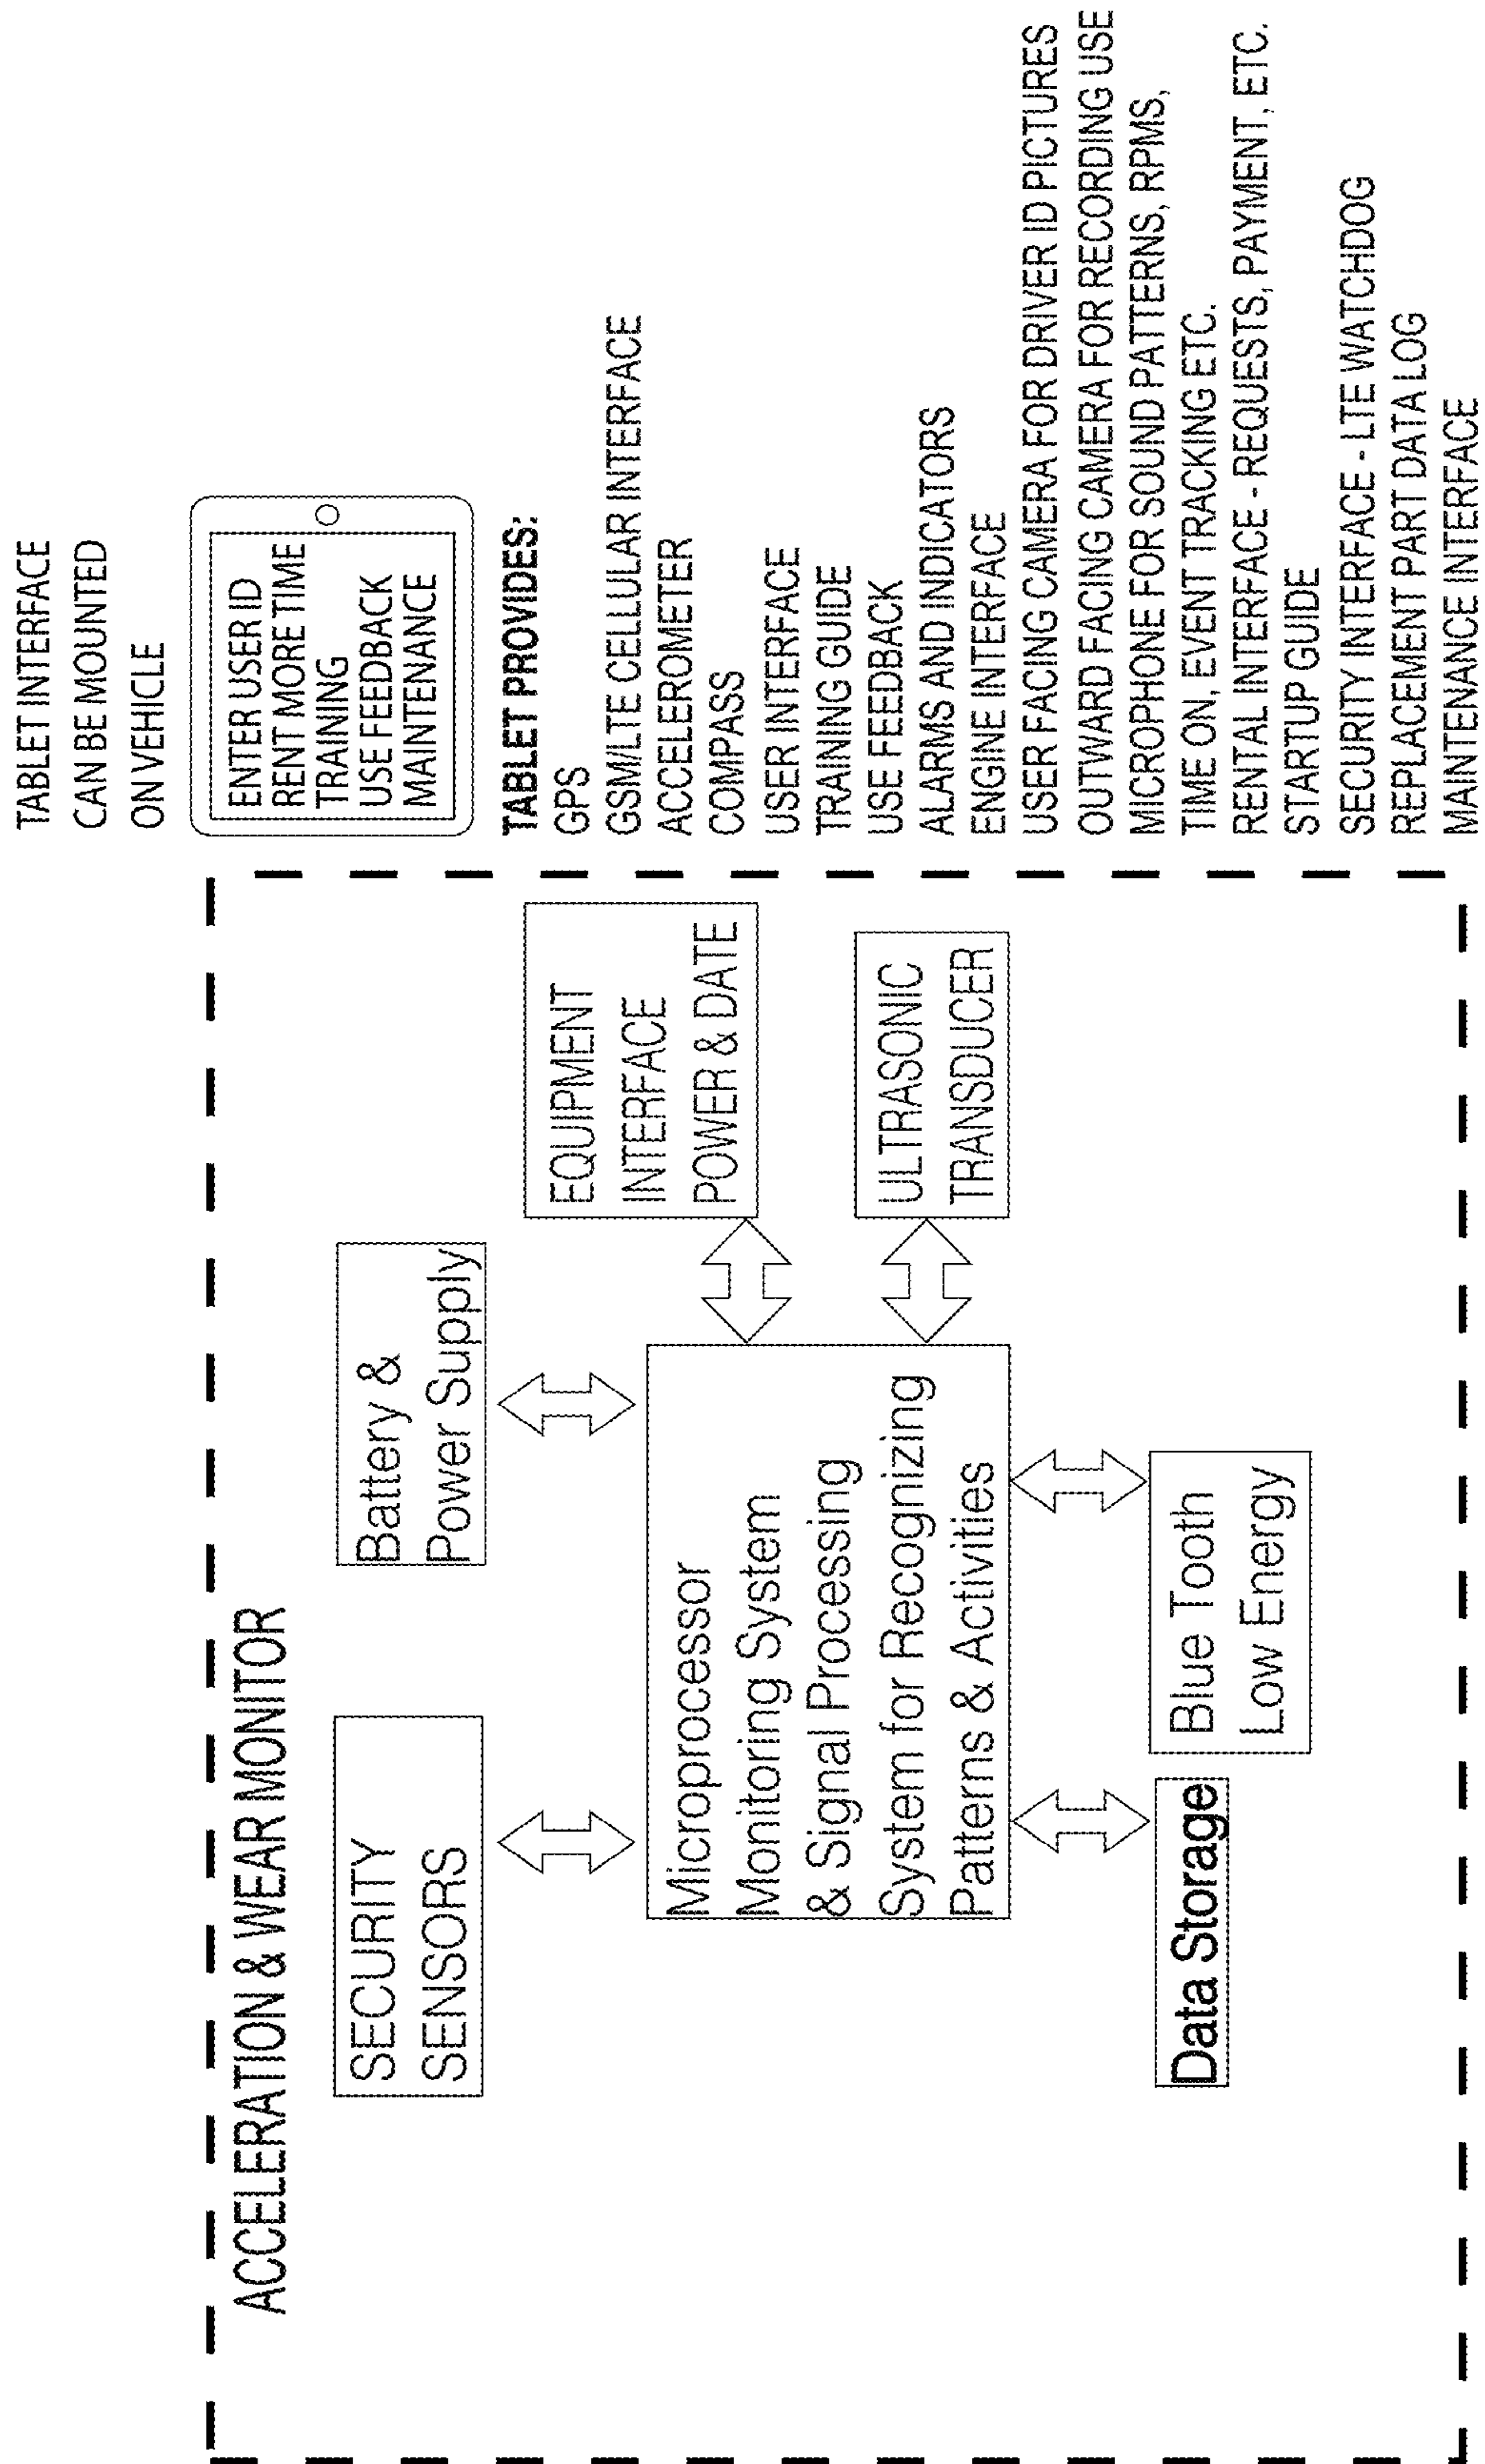 ACCELERATION & WEAR MONITOR
SECURITY
SENSORS
Battery &
Power Supply
EQUIPMENT
INTERFACE
POWER & DATE
Microprocessor
Monitoring System
& Signal Processing
System for Recognizing
Patterns & Activities
ULTRASONIC
TRANSDUCER
Data Storage
Blue Tooth
Low Energy
TABLET INTERFACE
CAN BE MOUNTED
ON VEHICLE
ENTER USER ID
RENT MORE TIME
TRAINING
USE FEEDBACK
MAINTENANCE
TABLET PROVIDES:
GPS
GSM/LTE CELLULAR INTERFACE
ACCELEROMETER
COMPASS
USER INTERFACE
TRAINING GUIDE
USE FEEDBACK
ALARMS AND INDICATORS
ENGINE INTERFACE
USER FACING CAMERA FOR DRIVER ID PICTURES
OUTWARD FACING CAMERA FOR RECORDING USE
MICROPHONE FOR SOUND PATTERNS, RPMS,
TIME ON, EVENT TRACKING ETC.
RENTAL INTERFACE - REQUESTS, PAYMENT, ETC.
STARTUP GUIDE
SECURITY INTERFACE - LTE WATCHDOG
REPLACEMENT PART DATA LOG
MAINTENANCE INTERFACE